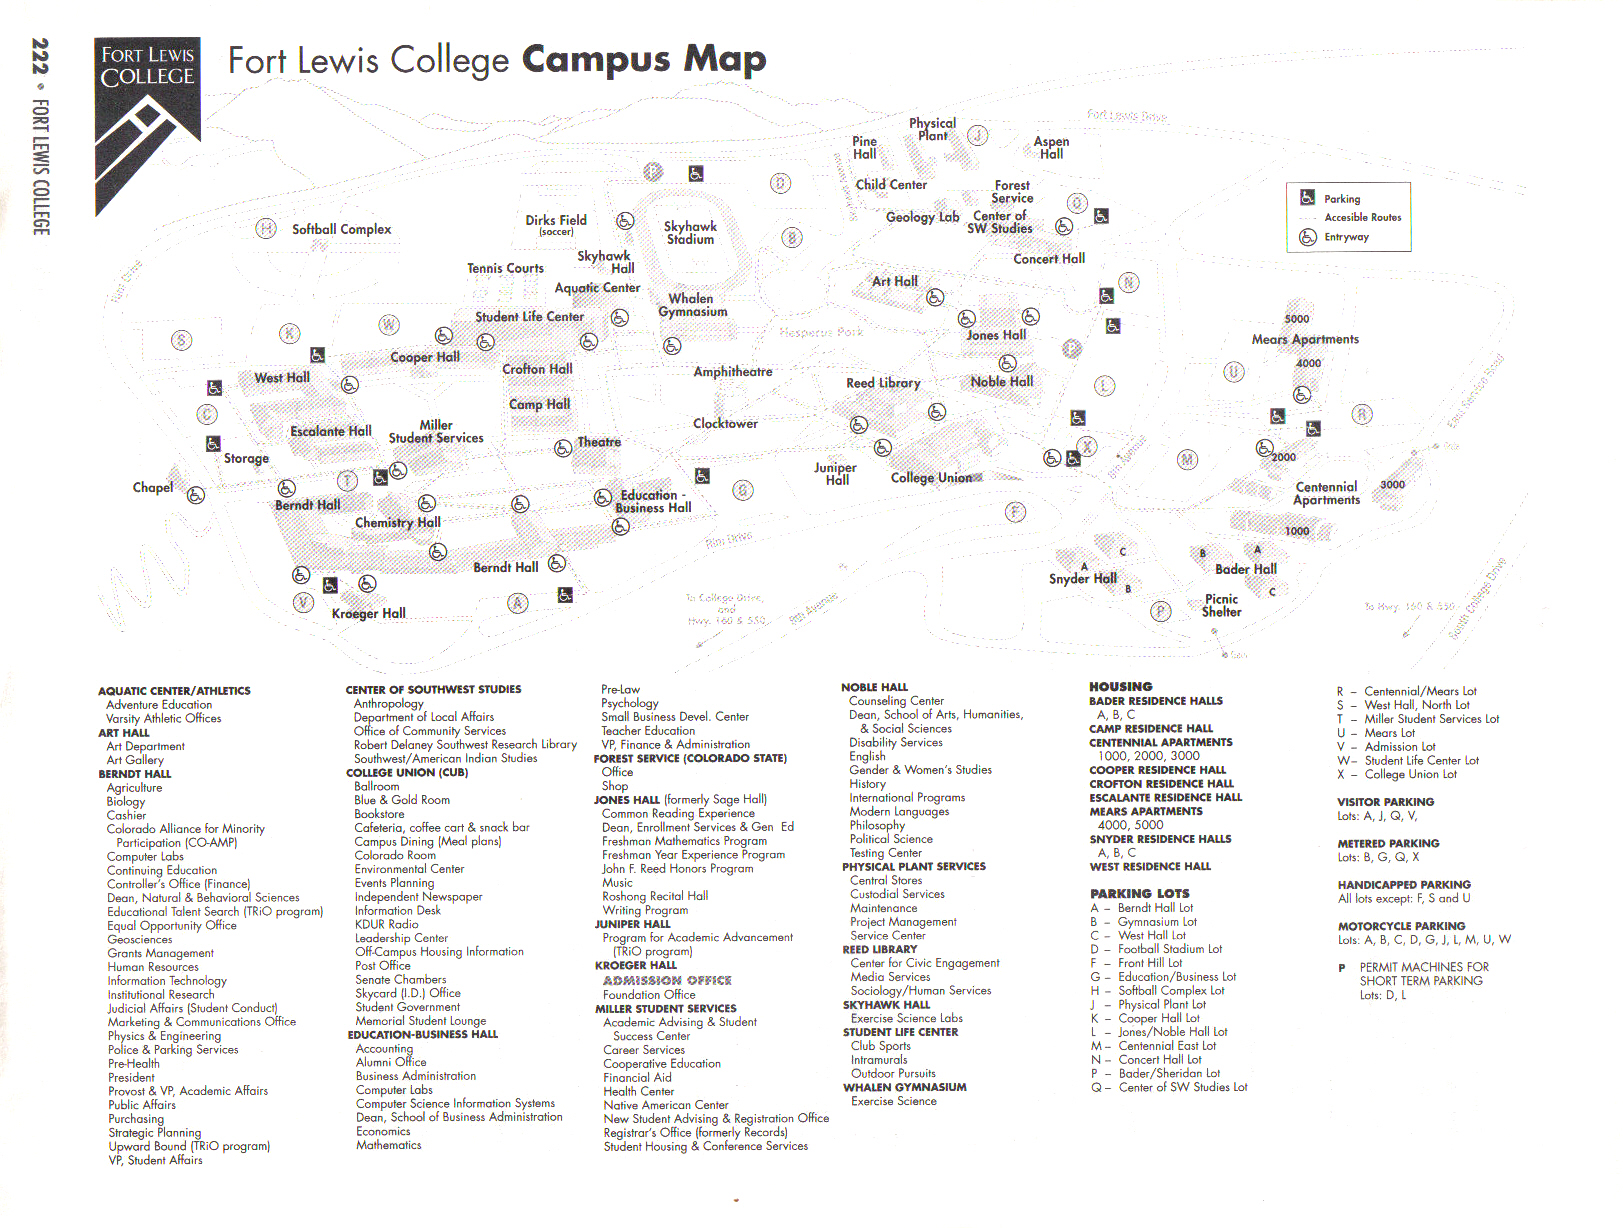 222 • FORT LEWIS COLLEGE
FORT LEWIS
COLLEGE
Fort Lewis College Campus Map
Fort Lewis Drive
Physical
Plant
J
Pine
Hall
Aspen
Hall
Child Center
Forest
Service
Geology Lab
Center of
SW Studies
Q
Concert Hall
Parking
Accesible Routes
Entryway
P
D
B
H
Softball Complex
Dirks Field
(soccer)
Skyhawk
Stadium
Skyhawk
Hall
Tennis Courts
Aquatic Center
Whalen
Gymnasium
Student Life Center
Art Hall
N
Jones Hall
Hesperus Park
P
5000
Mears Apartments
4000
S
K
W
Cooper Hall
Crofton Hall
West Hall
Camp Hall
Amphitheatre
Reed Library
Noble Hall
L
U
R
C
Escalante Hall
Miller
Student Services
Clocktower
Theatre
Storage
Chapel
T
Berndt Hall
Chemistry Hall
Education -
Business Hall
G
Juniper
Hall
College Union
X
M
F
2000
Centennial
Apartments
3000
1000
Rim Drive
Berndt Hall
V
Kroeger Hall
A
To College Drive,
and
Hwy. 160 & 550
8th Avenue
C
A
Snyder Hall
B
B
A
Bader Hall
C
Picnic
Shelter
P
To Hwy. 160 & 550
South College Drive
AQUATIC CENTER/ATHLETICS
Adventure Education
Varsity Athletic Offices
ART HALL
Art Department
Art Gallery
BERNDT HALL
Agriculture
Biology
Cashier
Colorado Alliance for Minority
Participation (CO-AMP)
Computer Labs
Continuing Education
Controller's Office (Finance)
Dean, Natural & Behavioral Sciences
Educational Talent Search (TRiO program)
Equal Opportunity Office
Geosciences
Grants Management
Human Resources
Information Technology
Institutional Research
Judicial Affairs (Student Conduct)
Marketing & Communications Office
Physics & Engineering
Police & Parking Services
Pre-Health
President
Provost & VP, Academic Affairs
Public Affairs
Purchasing
Strategic Planning
Upward Bound (TRiO program)
VP, Student Affairs
CENTER OF SOUTHWEST STUDIES
Anthropology
Department of Local Affairs
Office of Community Services
Robert Delaney Southwest Research Library
Southwest/American Indian Studies
COLLEGE UNION (CUB)
Ballroom
Blue & Gold Room
Bookstore
Cafeteria, coffee cart & snack bar
Campus Dining (Meal plans)
Colorado Room
Environmental Center
Events Planning
Independent Newspaper
Information Desk
KDUR Radio
Leadership Center
Off-Campus Housing Information
Post Office
Senate Chambers
Skycard (I.D.) Office
Student Government
Memorial Student Lounge
EDUCATION-BUSINESS HALL
Accounting
Alumni Office
Business Administration
Computer Labs
Computer Science Information Systems
Dean, School of Business Administration
Economics
Mathematics
Pre-Law
Psychology
Small Business Devel. Center
Teacher Education
VP, Finance & Administration
FOREST SERVICE (COLORADO STATE)
Office
Shop
JONES HALL (formerly Sage Hall)
Common Reading Experience
Dean, Enrollment Services & Gen Ed
Freshman Mathematics Program
Freshman Year Experience Program
John F. Reed Honors Program
Music
Roshong Recital Hall
Writing Program
JUNIPER HALL
Program for Academic Advancement
(TRiO program)
KROEGER HALL
ADMISSION OFFICE
Foundation Office
MILLER STUDENT SERVICES
Academic Advising & Student
Success Center
Career Services
Cooperative Education
Financial Aid
Health Center
Native American Center
New Student Advising & Registration Office
Registrar's Office (formerly Records)
Student Housing & Conference Services
NOBLE HALL
Counseling Center
Dean, School of Arts, Humanities,
& Social Sciences
Disability Services
English
Gender & Women's Studies
History
International Programs
Modern Languages
Philosophy
Political Science
Testing Center
PHYSICAL PLANT SERVICES
Central Stores
Custodial Services
Maintenance
Project Management
Service Center
REED LIBRARY
Center for Civic Engagement
Media Services
Sociology/Human Services
SKYHAWK HALL
Exercise Science Labs
STUDENT LIFE CENTER
Club Sports
Intramurals
Outdoor Pursuits
WHALEN GYMNASIUM
Exercise Science
HOUSING
BADER RESIDENCE HALLS
A, B, C
CAMP RESIDENCE HALL
CENTENNIAL APARTMENTS
1000, 2000, 3000
COOPER RESIDENCE HALL
CROFTON RESIDENCE HALL
ESCALANTE RESIDENCE HALL
MEARS APARTMENTS
4000, 5000
SNYDER RESIDENCE HALLS
A, B, C
WEST RESIDENCE HALL
PARKING LOTS
A – Berndt Hall Lot
B – Gymnasium Lot
C – West Hall Lot
D – Football Stadium Lot
F – Front Hill Lot
G – Education/Business Lot
H – Softball Complex Lot
J – Physical Plant Lot
K – Cooper Hall Lot
L – Jones/Noble Hall Lot
M – Centennial East Lot
N – Concert Hall Lot
P – Bader/Sheridan Lot
Q – Center of SW Studies Lot
R – Centennial/Mears Lot
S – West Hall, North Lot
T – Miller Student Services Lot
U – Mears Lot
V – Admission Lot
W– Student Life Center Lot
X – College Union Lot
VISITOR PARKING
Lots: A, J, Q, V,
METERED PARKING
Lots: B, G, Q, X
HANDICAPPED PARKING
All lots except: F, S and U
MOTORCYCLE PARKING
Lots: A, B, C, D, G, J, L, M, U, W
P PERMIT MACHINES FOR
SHORT TERM PARKING
Lots: D, L